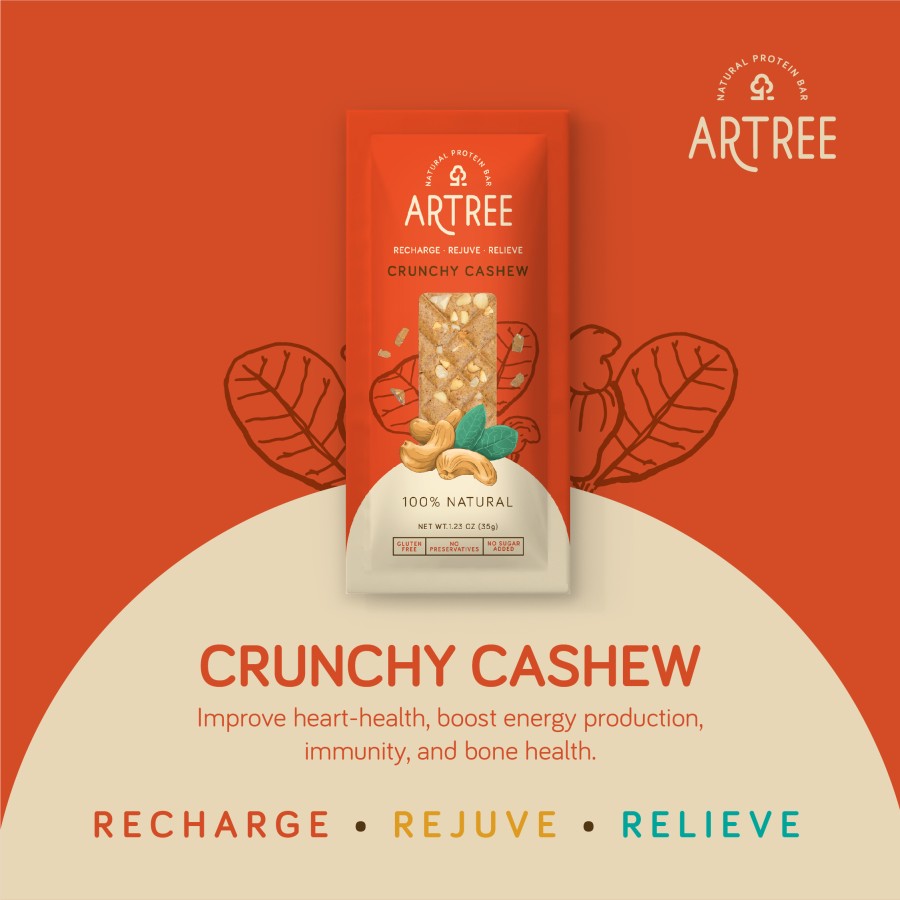 NATURAL PROTEIN BAR
ARTREE
NATURAL PROTEIN BAR
ARTREE
RECHARGE · REJUVE · RELIEVE
CRUNCHY CASHEW
100% NATURAL
NET WT.1.23 OZ (35g)
GLUTEN FREE
NO PRESERVATIVES
NO SUGAR ADDED
CRUNCHY CASHEW
Improve heart-health, boost energy production,
immunity, and bone health.
RECHARGE • REJUVE • RELIEVE